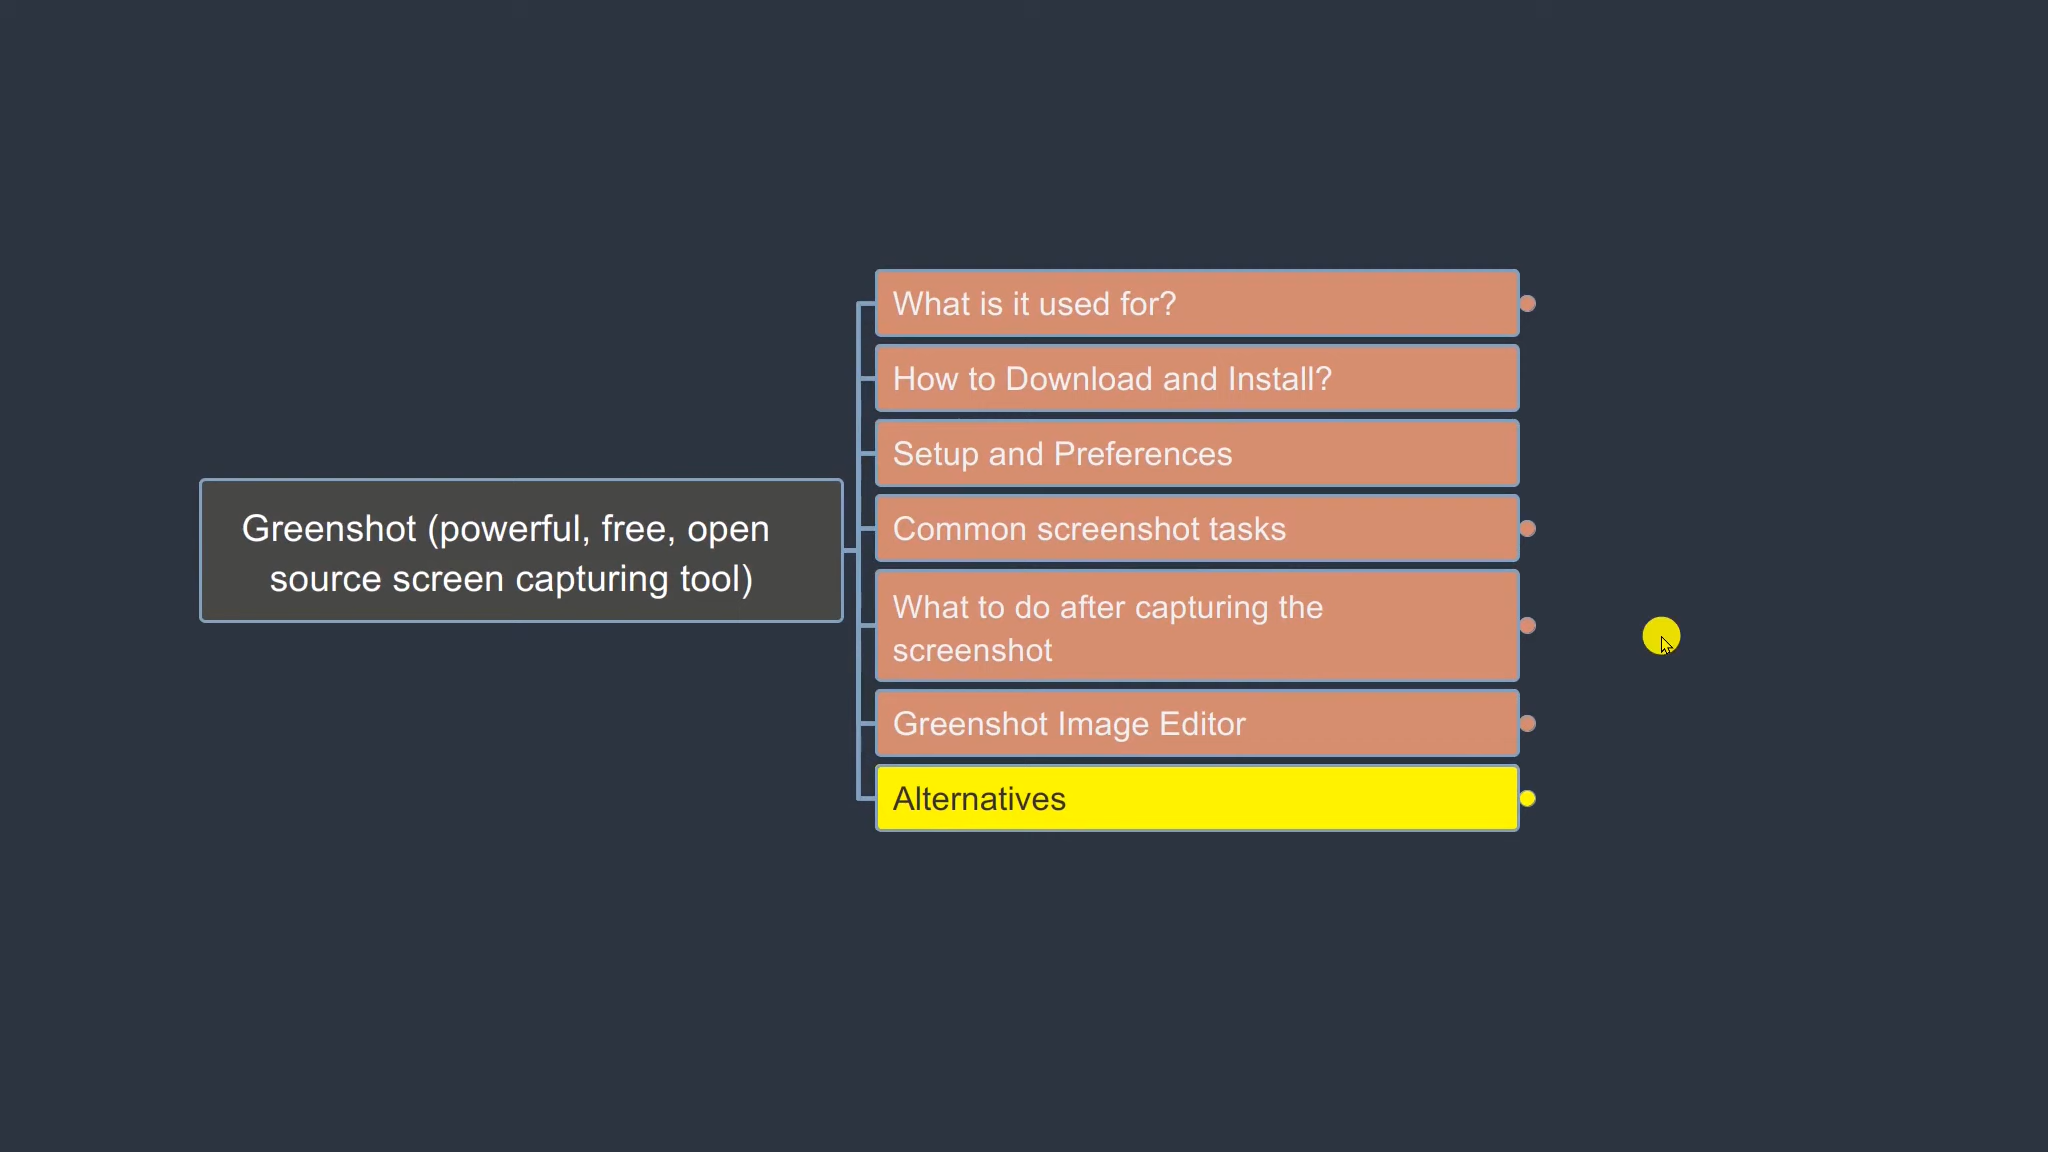 Greenshot (powerful, free, open
source screen capturing tool)
What is it used for?
How to Download and Install?
Setup and Preferences
Common screenshot tasks
What to do after capturing the
screenshot
Greenshot Image Editor
Alternatives